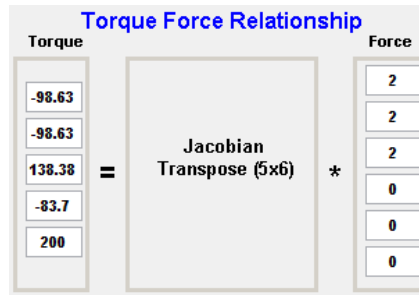 Torque Force Relationship
Torque
Force
-98.63
-98.63
138.38
-83.7
200
=
Jacobian
Transpose (5x6)
*
2
2
2
0
0
0